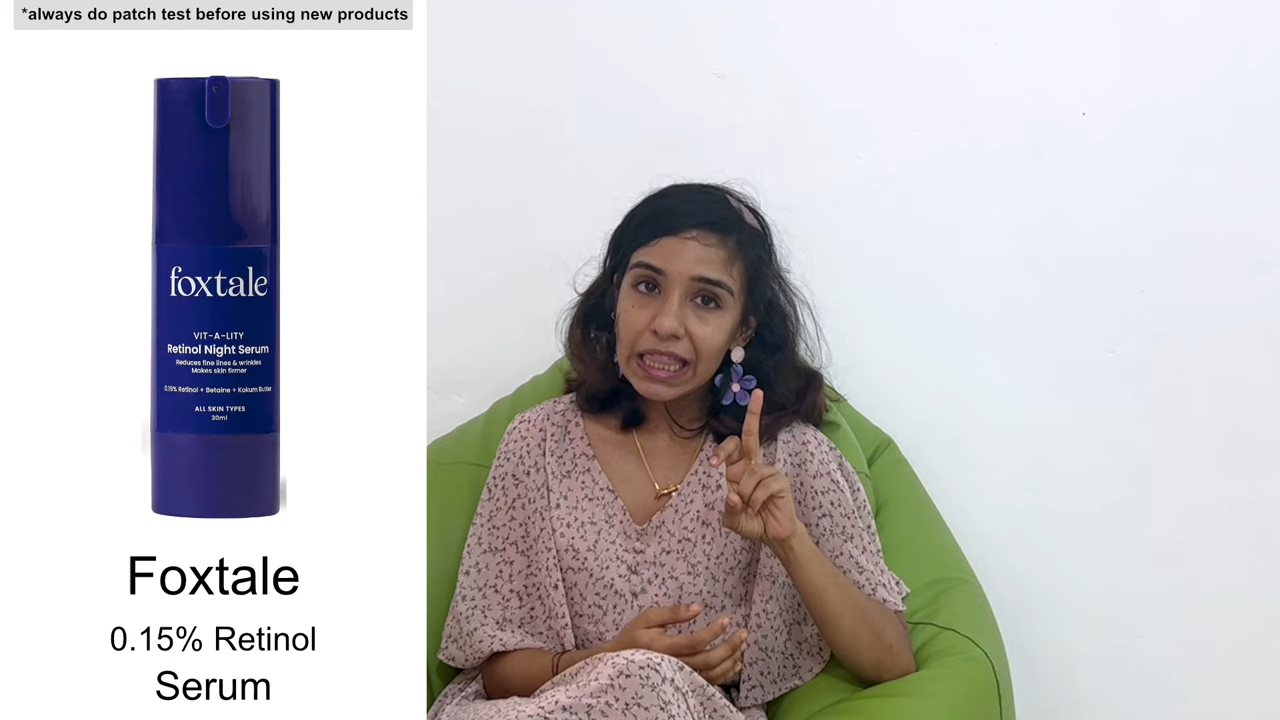 *always do patch test before using new products
foxtale
VIT-A-LITY
Retinol Night Serum
Reduces fine lines & wrinkles
Makes skin firmer
0.15% Retinol + Betaine + Kokum Butter
ALL SKIN TYPES
30ml
Foxtale
0.15% Retinol
Serum